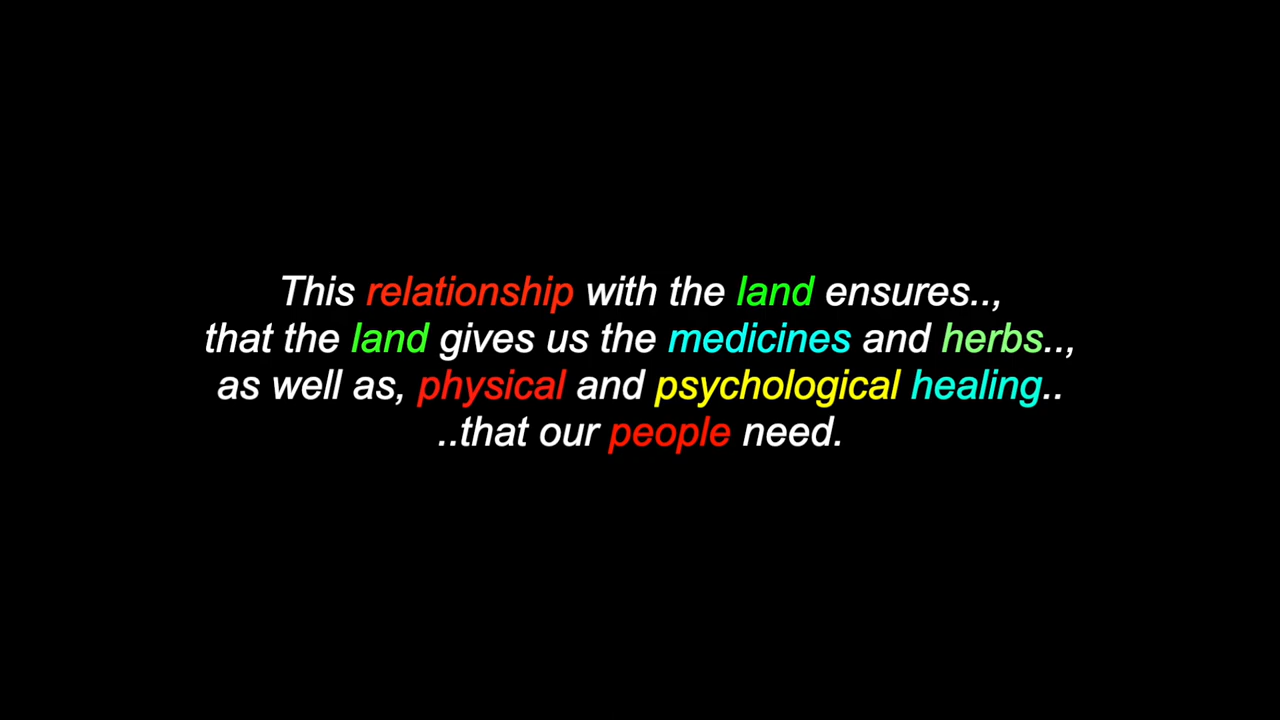 This relationship with the land ensures..,
that the land gives us the medicines and herbs..,
as well as, physical and psychological healing..
..that our people need.